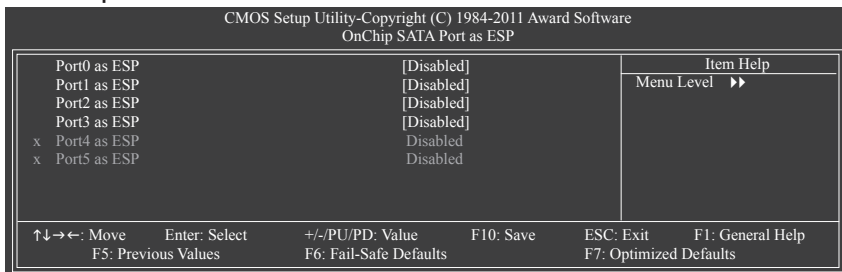 CMOS Setup Utility-Copyright (C) 1984-2011 Award Software
OnChip SATA Port as ESP
Port0 as ESP [Disabled]
Port1 as ESP [Disabled]
Port2 as ESP [Disabled]
Port3 as ESP [Disabled]
x Port4 as ESP Disabled
x Port5 as ESP Disabled
Item Help
Menu Level ▶▶
↑↓→←: Move Enter: Select +/-/PU/PD: Value F10: Save ESC: Exit F1: General Help
F5: Previous Values F6: Fail-Safe Defaults F7: Optimized Defaults